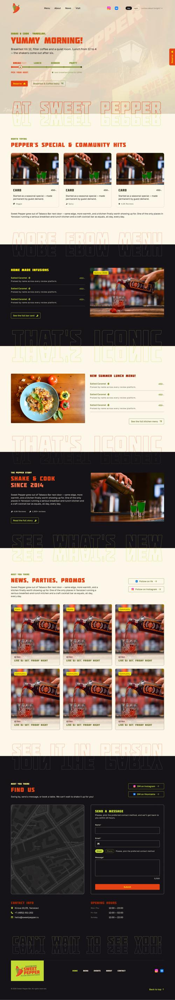 Menu About News Visit
day night curious about tonight?
SHAKE & COOK · YAROSLAVL
YUMMY MORNING!
Breakfast till 12, filter coffee and a quiet room. Lunch from 12 to 4
— the shakers come out after six.
BREAKFAST LUNCH DINNER PARTY
PICK YOUR HEAT! best breakfast price till 12PM!
Reserve Breakfast & Coffee menu
Reserve
AT SWEET PEPPER
WORTH TRYING
PEPPER'S SPECIAL & COMMUNITY HITS
CARD 450-.
Started as a seasonal special — made
permanent by guest demand.
Veggie
CARD 450-.
Started as a seasonal special — made
permanent by guest demand.
Spicy
CARD 450-.
Started as a seasonal special — made
permanent by guest demand.
4,6K Reviews
Sweet Pepper grew out of Tabasco Bar next door — same edge, more warmth, and a kitchen finally worth showing up for. One of the only places in
Yaroslavl running a serious breakfast-and-lunch kitchen and a craft cocktail bar as equals, all day, every day.
MORE FROM MENU
HOME MADE INFUSIONS
Salted Caramel 450-.
Praised by name across every review platform.
Salted Caramel 450-.
Praised by name across every review platform.
Salted Caramel 450-.
Praised by name across every review platform.
See the full bar card
Summer 2026!
THAT'S ICONIC
NEW SUMMER LUNCH MENU!
Salted Caramel 450-.
Praised by name across every review platform.
Salted Caramel 450-.
Praised by name across every review platform.
Salted Caramel 450-.
Praised by name across every review platform.
See the full kitchen menu
THAT'S ICONIC
THE PEPPER STORY
SHAKE & COOK
SINCE 2014
Sweet Pepper grew out of Tabasco Bar next door — same edge, more
warmth, and a kitchen finally worth showing up for. One of the only
places in Yaroslavl running a serious breakfast-and-lunch kitchen and
a craft cocktail bar as equals, all day, every day.
4,6K Reviews 1,300+ reviews
Read the full story
SEE WHAT'S NEW
MEET YOU THERE
NEWS, PARTIES, PROMOS
Sweet Pepper grew out of Tabasco Bar next door — same edge, more warmth, and a
kitchen finally worth showing up for. One of the only places in Yaroslavl running a
serious breakfast-and-lunch kitchen and a craft cocktail bar as equals, all day,
every day.
Follow on Vk
Follow on Instagram
Event
12 Oct
LIVE DJ SET: FRIDAY NIGHT
Promo
12 Oct
LIVE DJ SET: FRIDAY NIGHT
Community
12 Oct
LIVE DJ SET: FRIDAY NIGHT
Community
12 Oct
LIVE DJ SET: FRIDAY NIGHT
Community
12 Oct
LIVE DJ SET: FRIDAY NIGHT
Community
12 Oct
LIVE DJ SET: FRIDAY NIGHT
SEE IT IN PERSON
JOIN THE PARTY
MEET YOU THERE
FIND US
Swing by, send a message, or book a table. We can't wait to shake it up for you!
DM on Instagram
DM on Vkontakte
SEND A MESSAGE
Please, pick the preferred contact method, and we'll get back to
you within 24 hours.
Name*
Email*
Email Phone Please, pick the preferred contact method
Message*
0/500
Submit
CONTACT INFO
Kirova 10/25, Yaroslavl
+7 (4852) 911-202
hello@sweetpepper.ru
OPENING HOURS
Mon-Thu 12:00 — 23:00
Fri-Sat 12:00 — 02:00
Sunday 12:00 — 22:00
CAN'T WAIT TO SEE YOU!
SWEET
PEPPER
HOME MENU EVENTS ABOUT CONTACT
© 2026 Sweet Pepper Bar. All rights reserved.
Back to top ↑